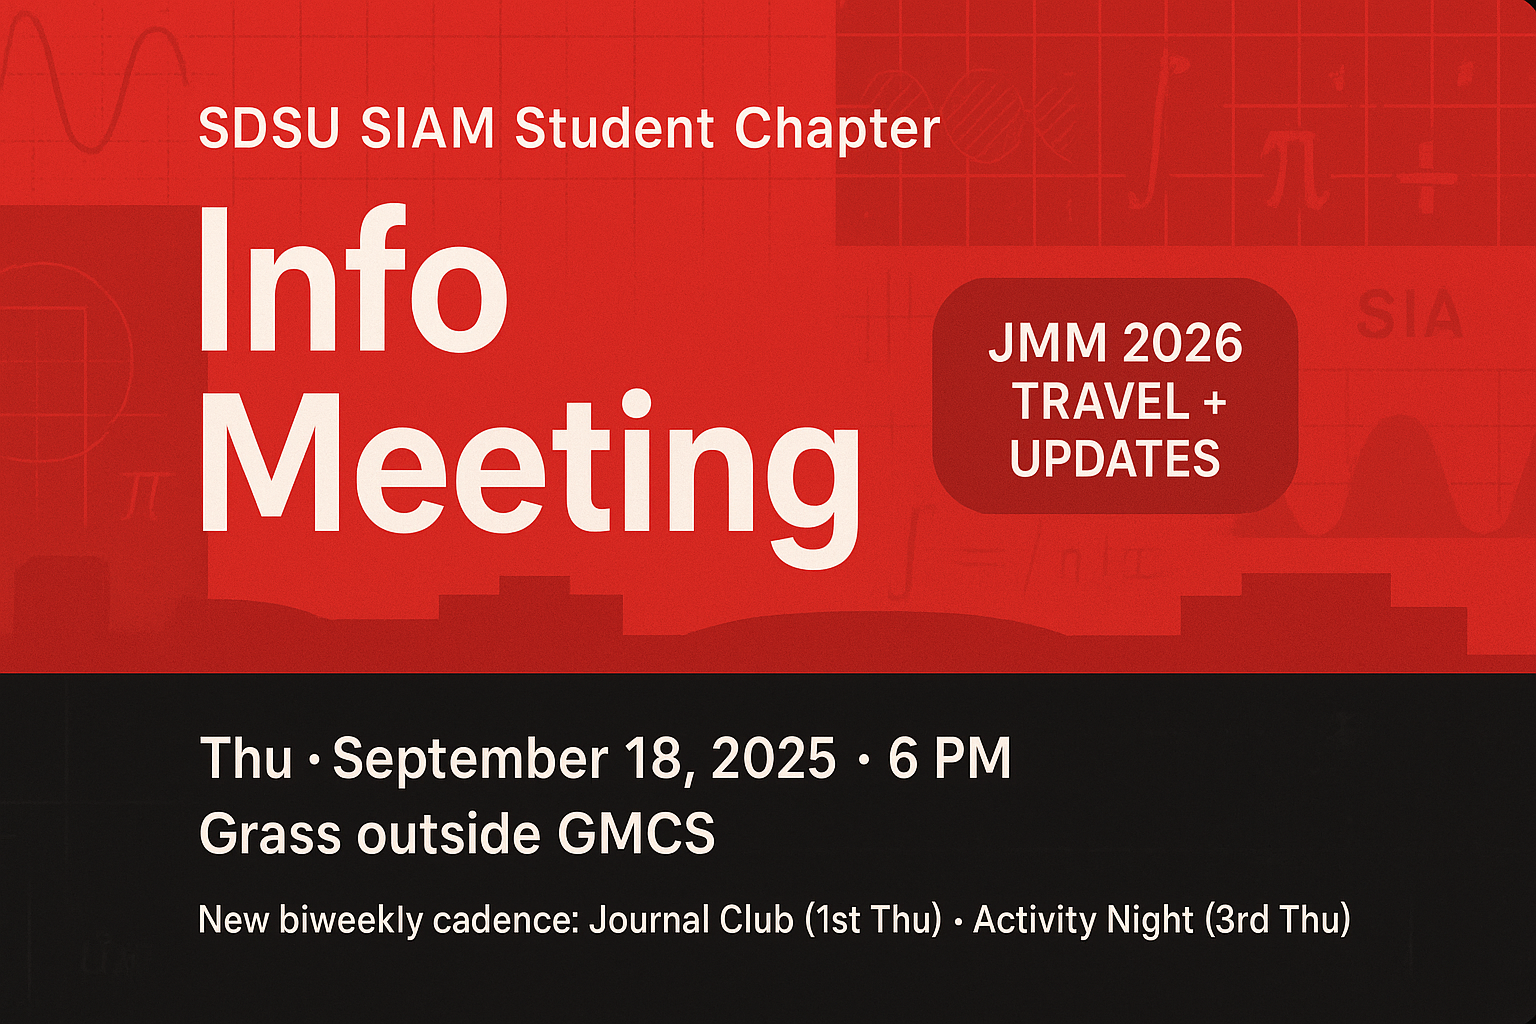 SDSU SIAM Student Chapter
Info
Meeting
JMM 2026
TRAVEL +
UPDATES
SIA
π
∫ π +
Thu · September 18, 2025 · 6 PM
Grass outside GMCS
New biweekly cadence: Journal Club (1st Thu) • Activity Night (3rd Thu)